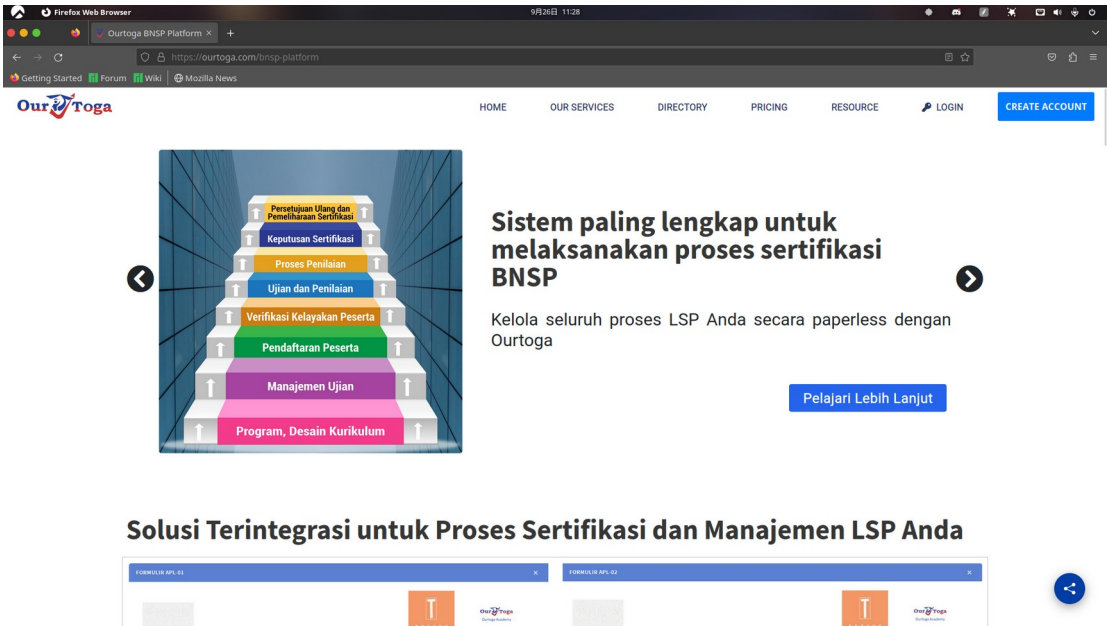 Firefox Web Browser
9月26日 11:28
Ourtoga BNSP Platform
https://ourtoga.com/bnsp-platform
Getting Started Forum Wiki Mozilla News
Our Toga
HOME OUR SERVICES DIRECTORY PRICING RESOURCE LOGIN CREATE ACCOUNT
Persetujuan Ulang dan
Pemeliharaan Sertifikasi
Keputusan Sertifikasi
Proses Penilaian
Ujian dan Penilaian
Verifikasi Kelayakan Peserta
Pendaftaran Peserta
Manajemen Ujian
Program, Desain Kurikulum
Sistem paling lengkap untuk
melaksanakan proses sertifikasi
BNSP
Kelola seluruh proses LSP Anda secara paperless dengan
Ourtoga
Pelajari Lebih Lanjut
Solusi Terintegrasi untuk Proses Sertifikasi dan Manajemen LSP Anda
FORMULIR APL-01
FORMULIR APL-02
Our Toga
Ourtoga Academy
Our Toga
Ourtoga Academy